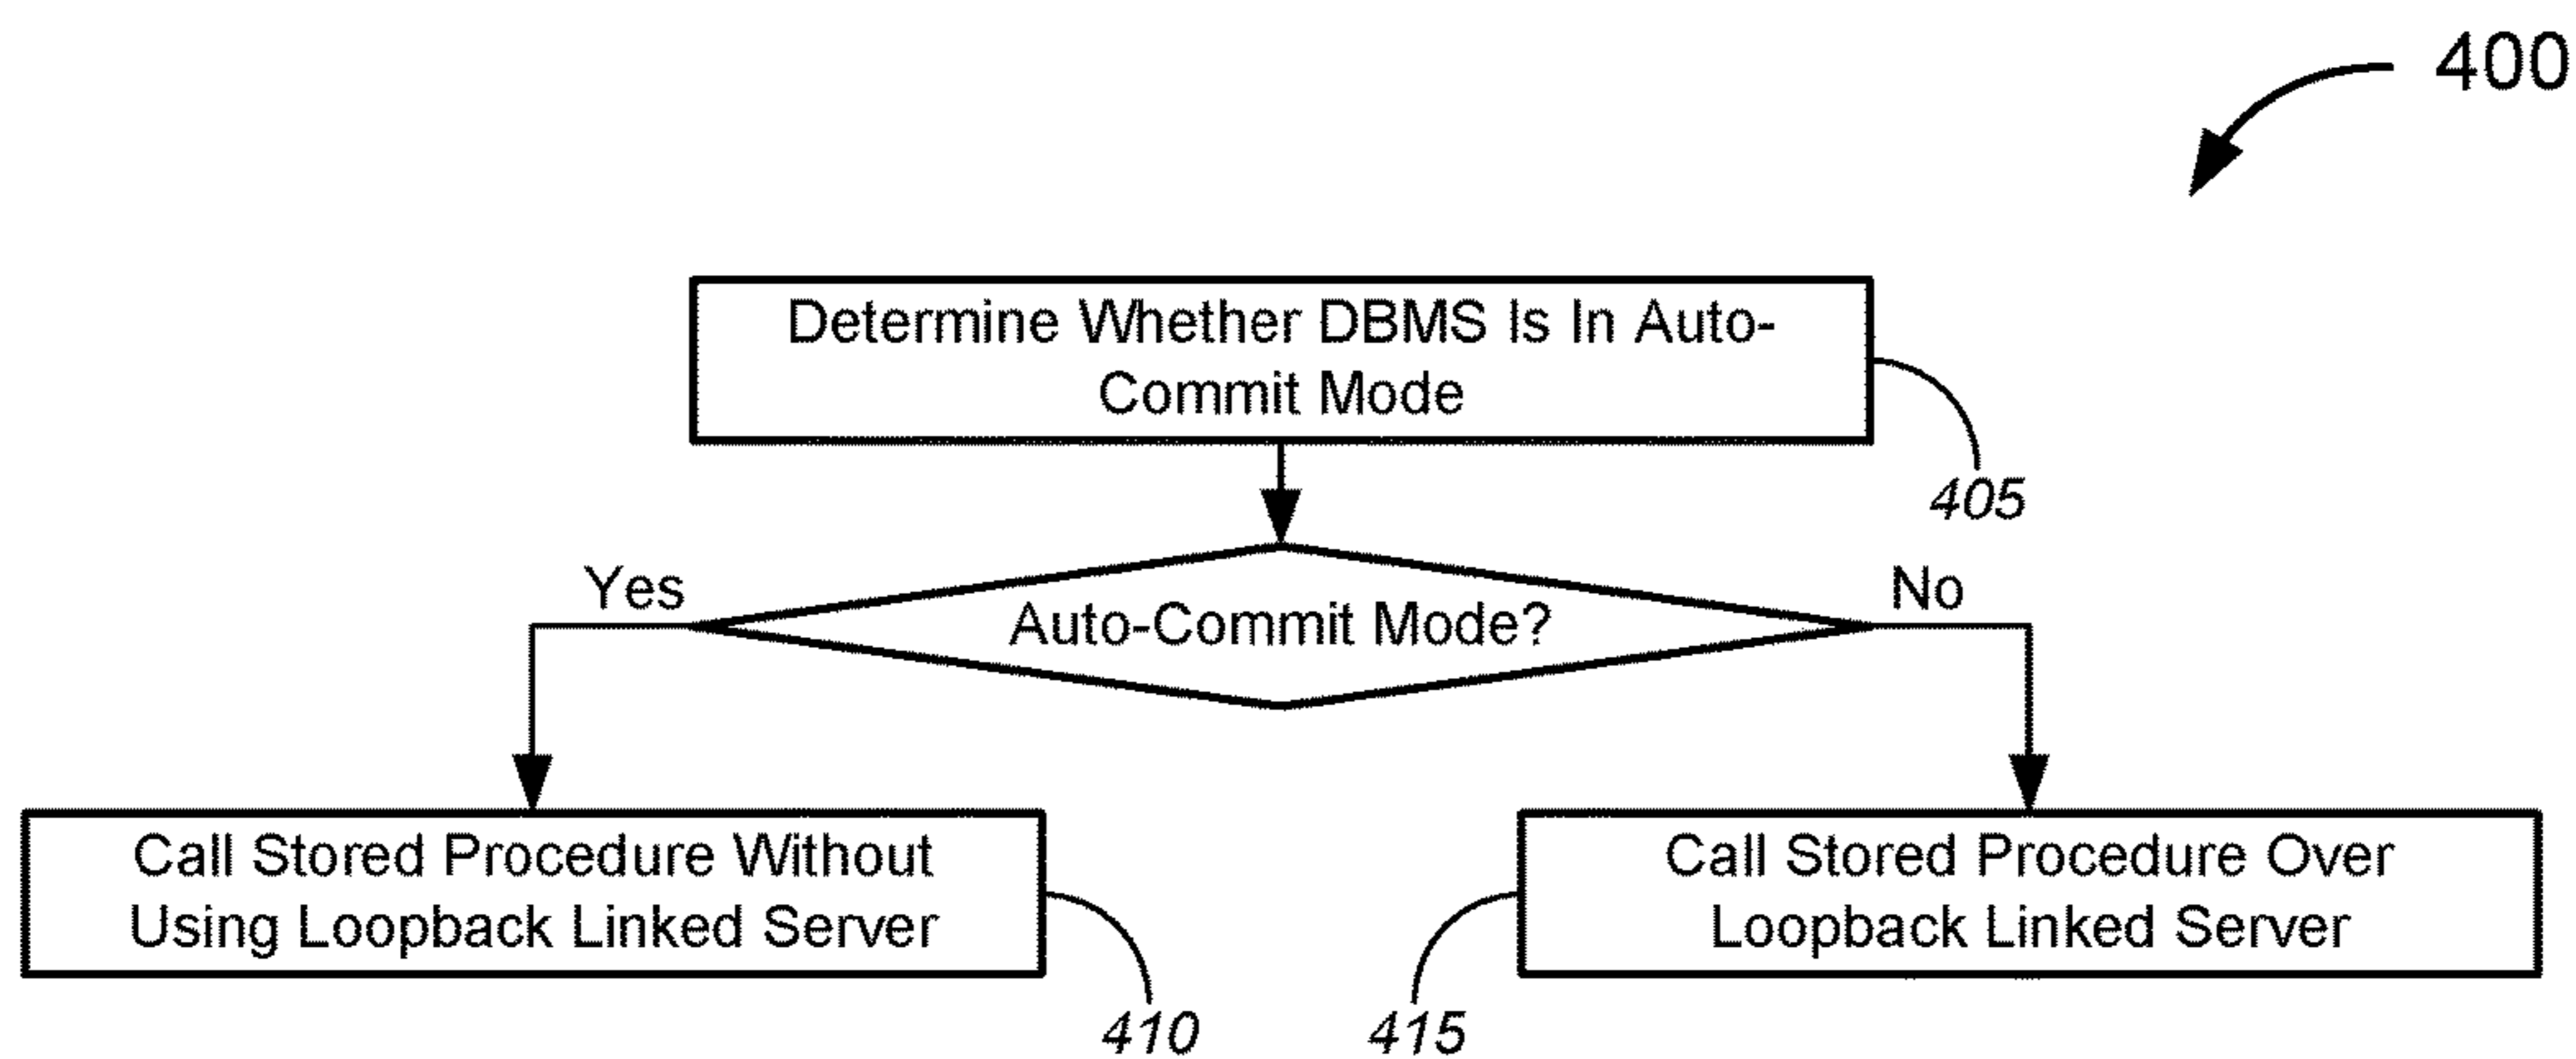 400
Determine Whether DBMS Is In Auto-
Commit Mode
405
Yes
Auto-Commit Mode?
No
Call Stored Procedure Without
Using Loopback Linked Server
410
Call Stored Procedure Over
Loopback Linked Server
415